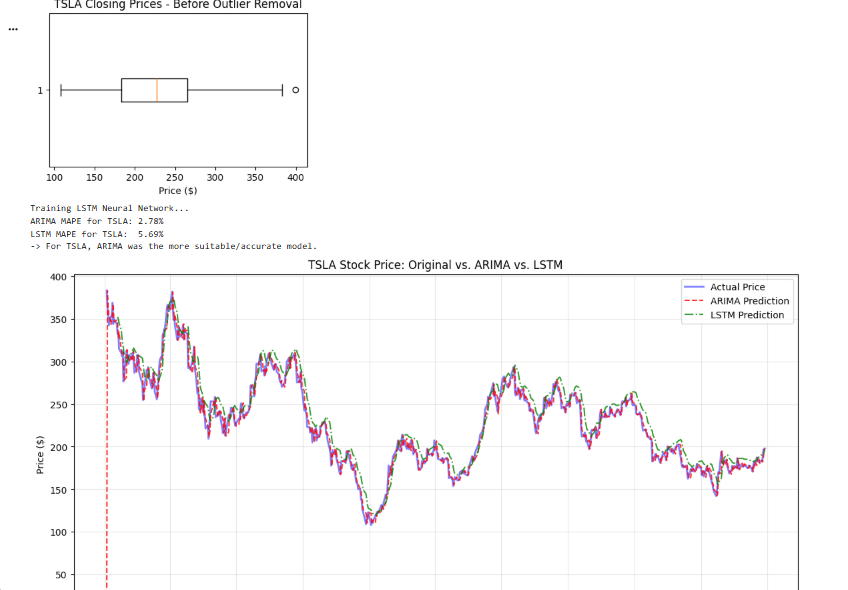 TSLA Closing Prices - Before Outlier Removal
...
1
100 150 200 250 300 350 400
Price ($)
Training LSTM Neural Network...
ARIMA MAPE for TSLA: 2.78%
LSTM MAPE for TSLA:  5.69%
-> For TSLA, ARIMA was the more suitable/accurate model.
TSLA Stock Price: Original vs. ARIMA vs. LSTM
400
Actual Price
ARIMA Prediction
LSTM Prediction
350
300
250
200
Price ($)
150
100
50